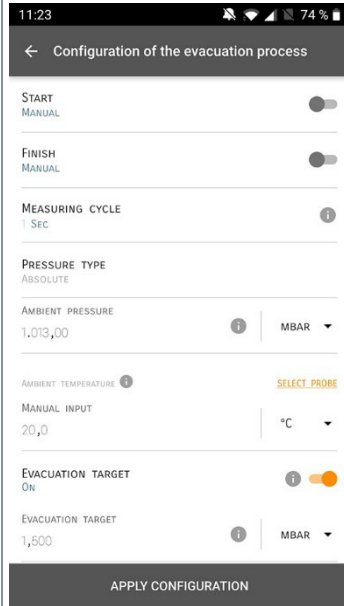 11:23
74 %
Configuration of the evacuation process
START
MANUAL
FINISH
MANUAL
MEASURING CYCLE
1 SEC
PRESSURE TYPE
ABSOLUTE
AMBIENT PRESSURE
1.013,00
MBAR
AMBIENT TEMPERATURE
SELECT PROBE
MANUAL INPUT
20,0
°C
EVACUATION TARGET
ON
EVACUATION TARGET
1,500
MBAR
APPLY CONFIGURATION